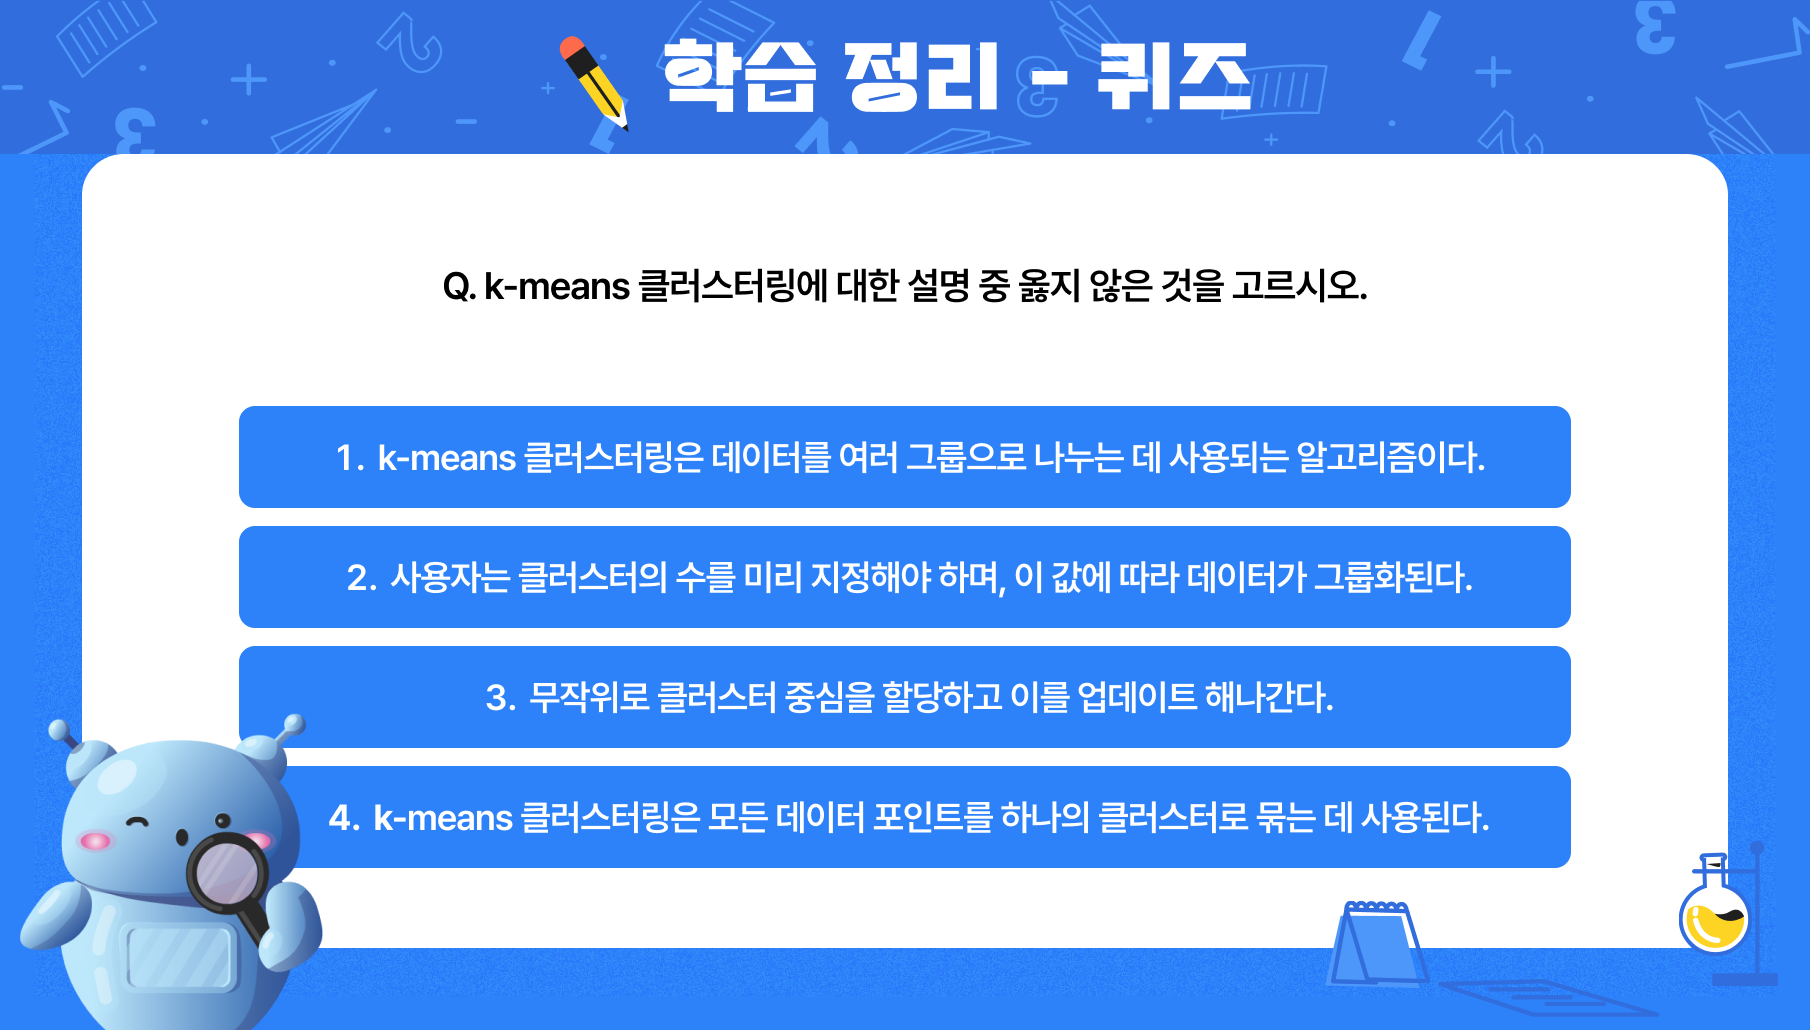 학습 정리 - 퀴즈
Q. k-means 클러스터링에 대한 설명 중 옳지 않은 것을 고르시오.
1. k-means 클러스터링은 데이터를 여러 그룹으로 나누는 데 사용되는 알고리즘이다.
2. 사용자는 클러스터의 수를 미리 지정해야 하며, 이 값에 따라 데이터가 그룹화된다.
3. 무작위로 클러스터 중심을 할당하고 이를 업데이트 해나간다.
4. k-means 클러스터링은 모든 데이터 포인트를 하나의 클러스터로 묶는 데 사용된다.